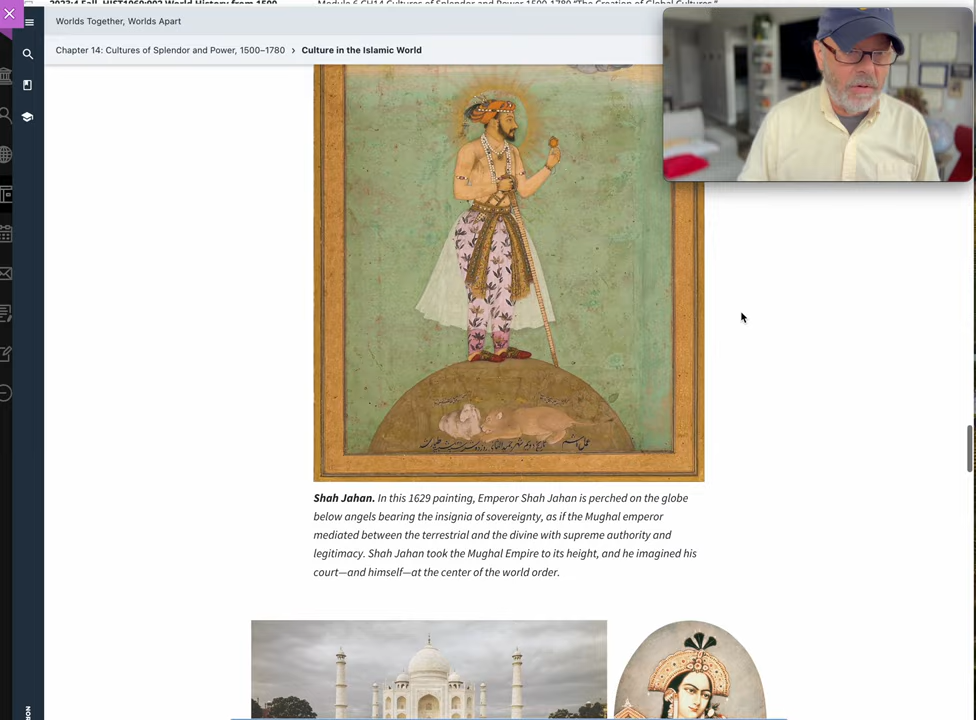 Worlds Together, Worlds Apart
Chapter 14: Cultures of Splendor and Power, 1500–1780 › Culture in the Islamic World
Shah Jahan. In this 1629 painting, Emperor Shah Jahan is perched on the globe
below angels bearing the insignia of sovereignty, as if the Mughal emperor
mediated between the terrestrial and the divine with supreme authority and
legitimacy. Shah Jahan took the Mughal Empire to its height, and he imagined his
court—and himself—at the center of the world order.